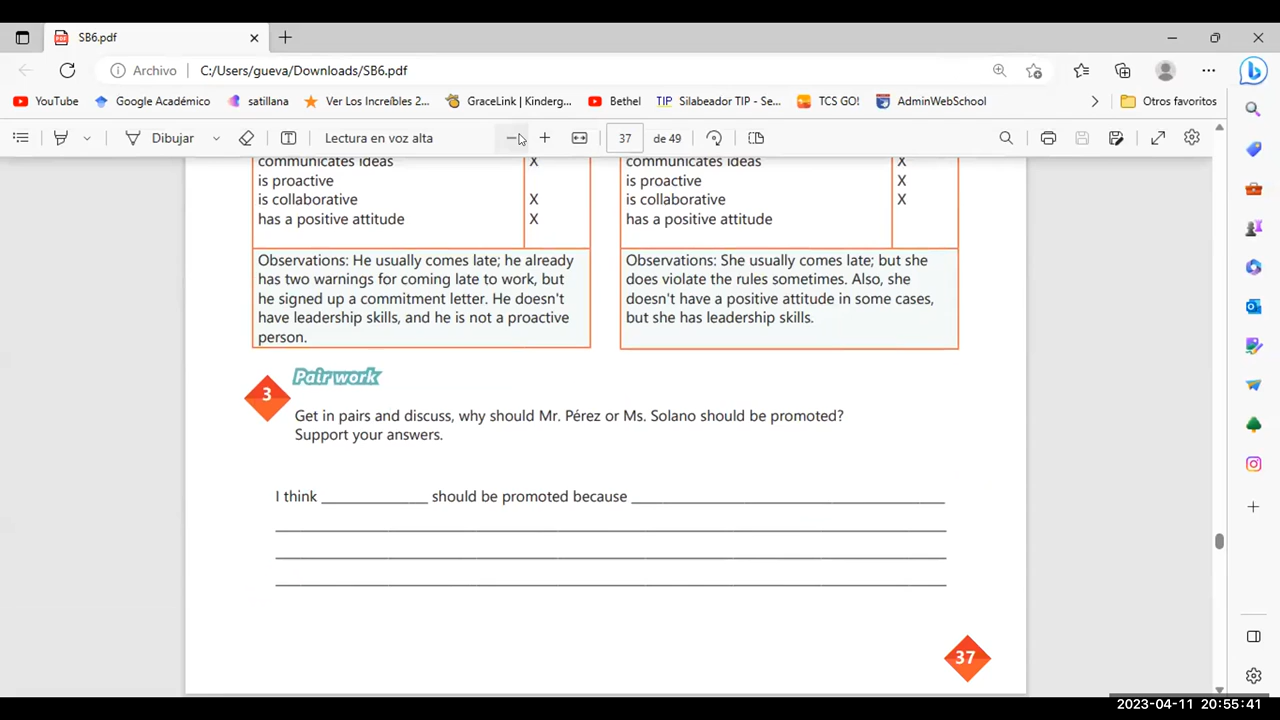 SB6.pdf
Archivo C:/Users/gueva/Downloads/SB6.pdf
YouTube Google Académico satillana Ver Los Increíbles 2... GraceLink | Kinderg... Bethel TIP Silabeador TIP - Se... TCS GO! AdminWebSchool Otros favoritos
Dibujar Lectura en voz alta 37 de 49
communicates ideas X
is proactive
is collaborative X
has a positive attitude X
Observations: He usually comes late; he already
has two warnings for coming late to work, but
he signed up a commitment letter. He doesn't
have leadership skills, and he is not a proactive
person.
communicates ideas X
is proactive X
is collaborative X
has a positive attitude
Observations: She usually comes late; but she
does violate the rules sometimes. Also, she
doesn't have a positive attitude in some cases,
but she has leadership skills.
Pair work
3
Get in pairs and discuss, why should Mr. Pérez or Ms. Solano should be promoted?
Support your answers.
I think ______________ should be promoted because ______________
37
2023-04-11 20:55:41